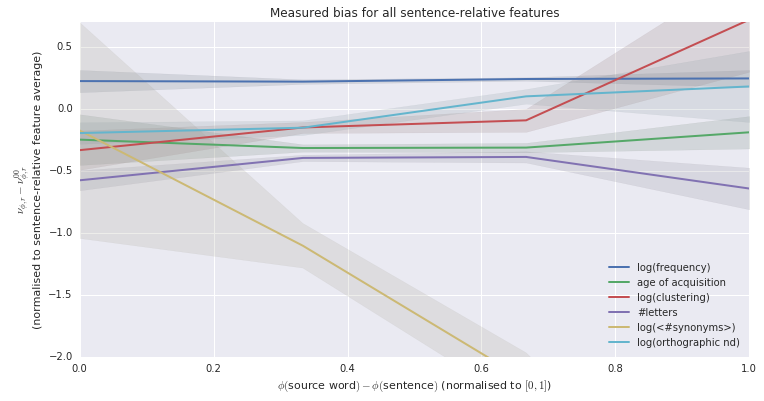 Measured bias for all sentence-relative features
ν_{ϕ,r} − ν^{00}_{ϕ,r}
(normalised to sentence-relative feature average)
0.5
0.0
−0.5
−1.0
−1.5
−2.0
log(frequency)
age of acquisition
log(clustering)
#letters
log(<#synonyms>)
log(orthographic nd)
0.0 0.2 0.4 0.6 0.8 1.0
ϕ(source word) − ϕ(sentence) (normalised to [0, 1])